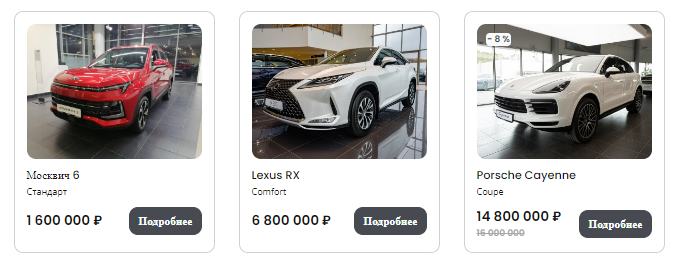 Москвич 6
Стандарт
1 600 000 ₽
Подробнее
Lexus RX
Comfort
6 800 000 ₽
Подробнее
- 8 %
Porsche Cayenne
Coupe
14 800 000 ₽
16 000 000
Подробнее